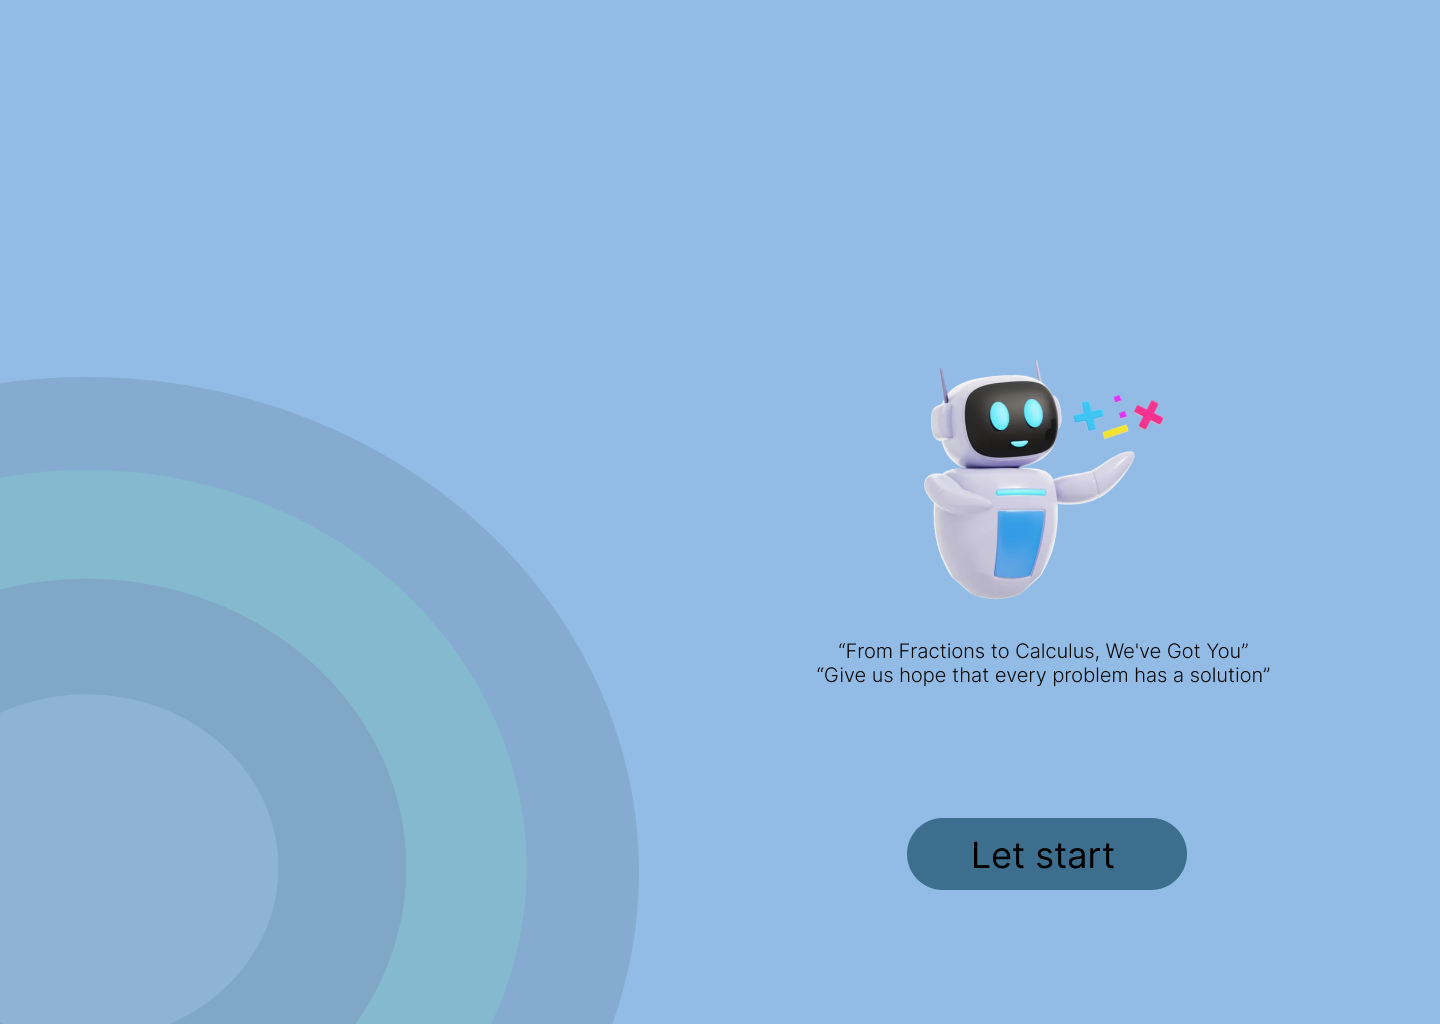 “From Fractions to Calculus, We've Got You”
“Give us hope that every problem has a solution”
Let start